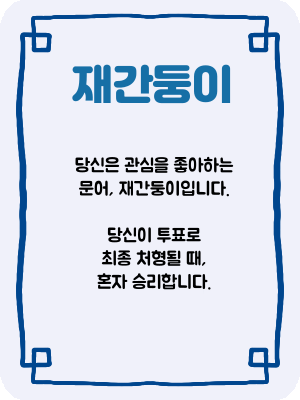 재간둥이
당신은 관심을 좋아하는
문어, 재간둥이입니다.
당신이 투표로
최종 처형될 때,
혼자 승리합니다.